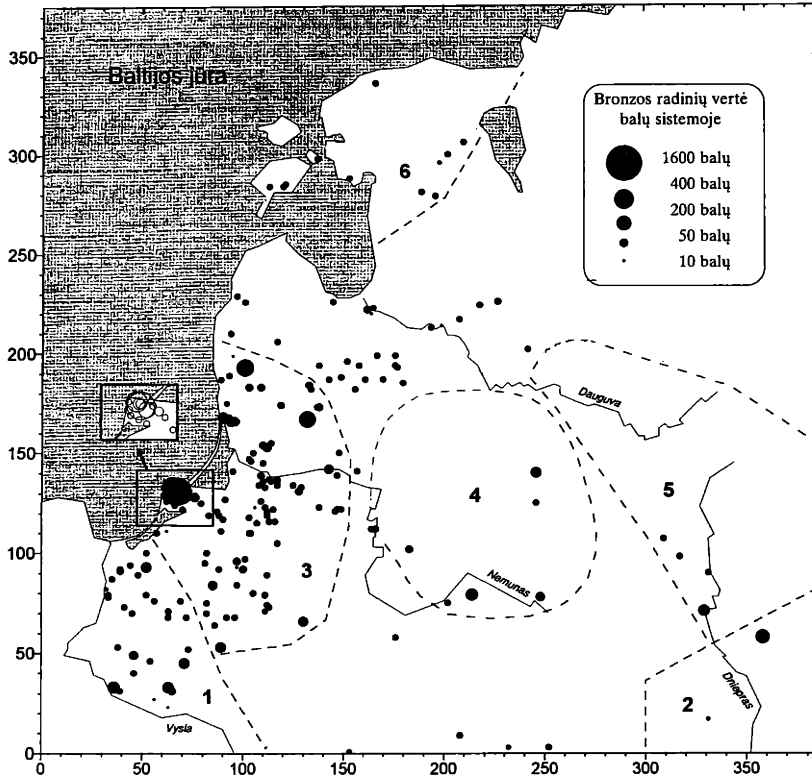 350
300
250
200
150
100
50
0
Baltijos jūra
Bronzos radinių vertė
balų sistemoje
1600 balų
400 balų
200 balų
50 balų
10 balų
6
Dauguva
4
5
3
Nemunas
1
2
Vysla
Dniapras
0 50 100 150 200 250 300 350